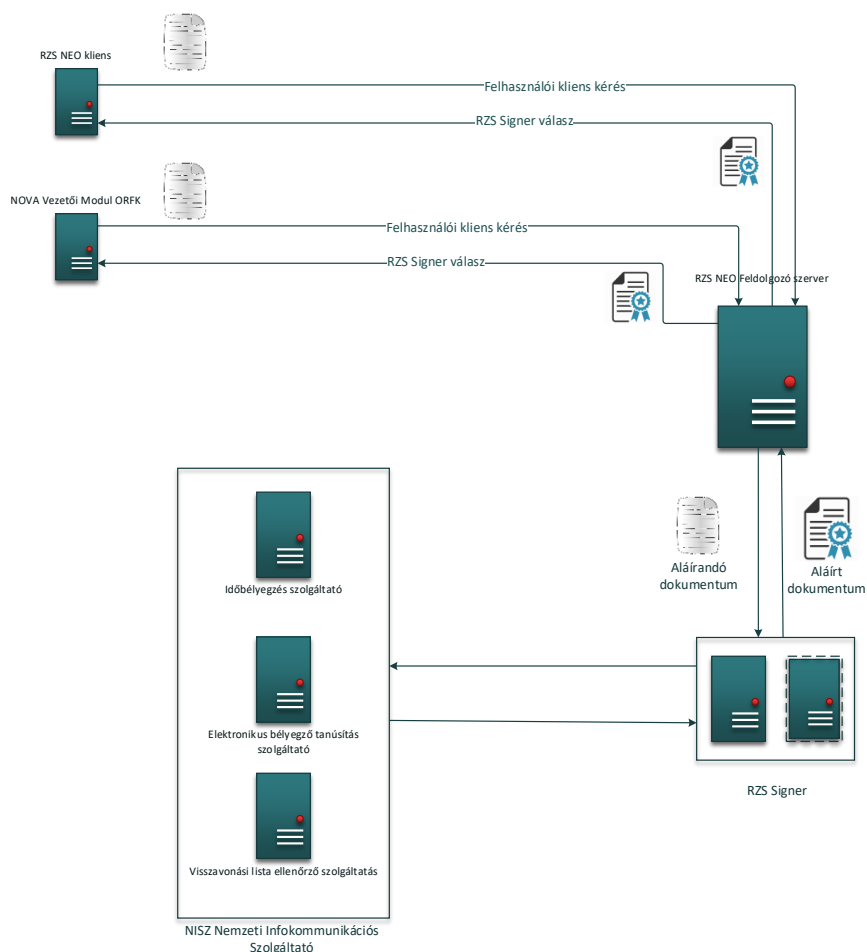 RZS NEO kliens
Felhasználói kliens kérés
RZS Signer válasz
NOVA Vezetői Modul ORFK
Felhasználói kliens kérés
RZS Signer válasz
RZS NEO Feldolgozó szerver
Aláírandó
dokumentum
Aláírt
dokumentum
Időbélyegzés szolgáltató
Elektronikus bélyegző tanúsítás
szolgáltató
Visszavonási lista ellenőrző szolgáltatás
RZS Signer
NISZ Nemzeti Infokommunikációs
Szolgáltató